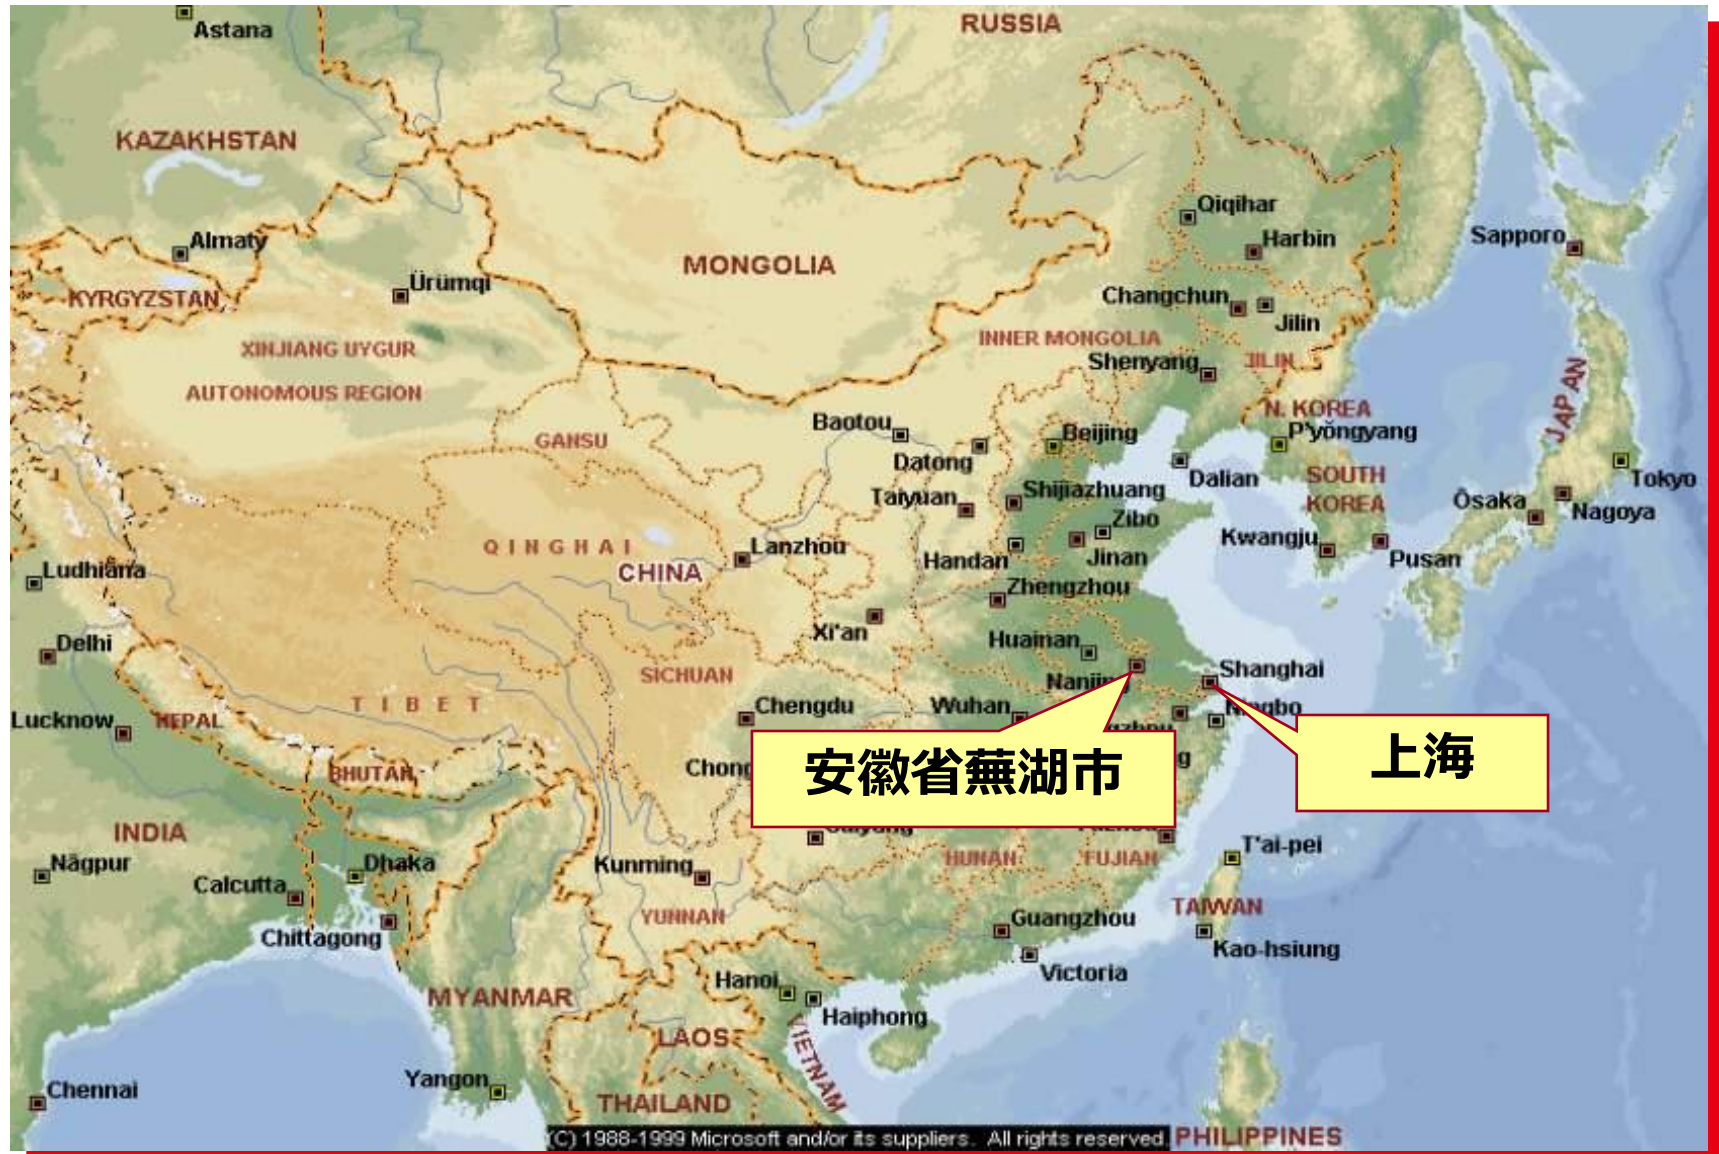 RUSSIA
Astana
KAZAKHSTAN
Qiqihar
Almaty
Harbin
Sapporo
MONGOLIA
Ürümqi
KYRGYZSTAN
Changchun
Jilin
INNER MONGOLIA
XINJIANG UYGUR
AUTONOMOUS REGION
Shenyang
JILIN
JAPAN
N. KOREA
Baotou
Beijing
P'yŏngyang
GANSU
Datong
Dalian
SOUTH
KOREA
Tokyo
Taiyuan
Shijiazhuang
Ôsaka
Nagoya
Zibo
QINGHAI
Lanzhou
Handan
Jinan
Kwangju
Pusan
CHINA
Ludhiana
Zhengzhou
Xi'an
Huainan
Delhi
Shanghai
SICHUAN
Nanjing
TIBET
Chengdu
Wuhan
Ningbo
Lucknow
NEPAL
安徽省蕪湖市
上海
BHUTAN
INDIA
T'ai-pei
Nāgpur
Dhaka
Kunming
HUNAN
FUJIAN
Calcutta
YUNNAN
Guangzhou
TAIWAN
Chittagong
Kao-hsiung
Victoria
Hanoi
MYANMAR
Haiphong
LAOS
VIETNAM
Yangon
Chennai
THAILAND
(C) 1988-1999 Microsoft and/or its suppliers. All rights reserved.
PHILIPPINES